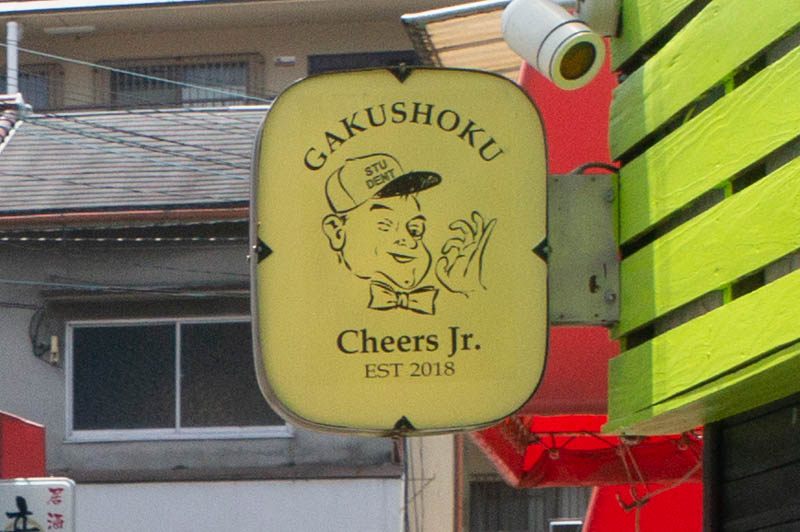 GAKUSHOKU
STU
DENT
Cheers Jr.
EST 2018
居酒